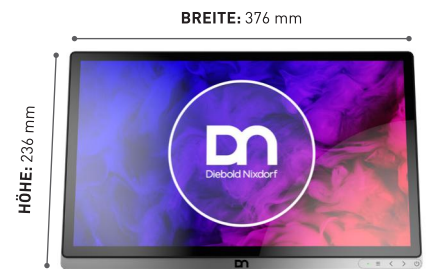 BREITE: 376 mm
HÖHE: 236 mm
DN
Diebold Nixdorf
DN